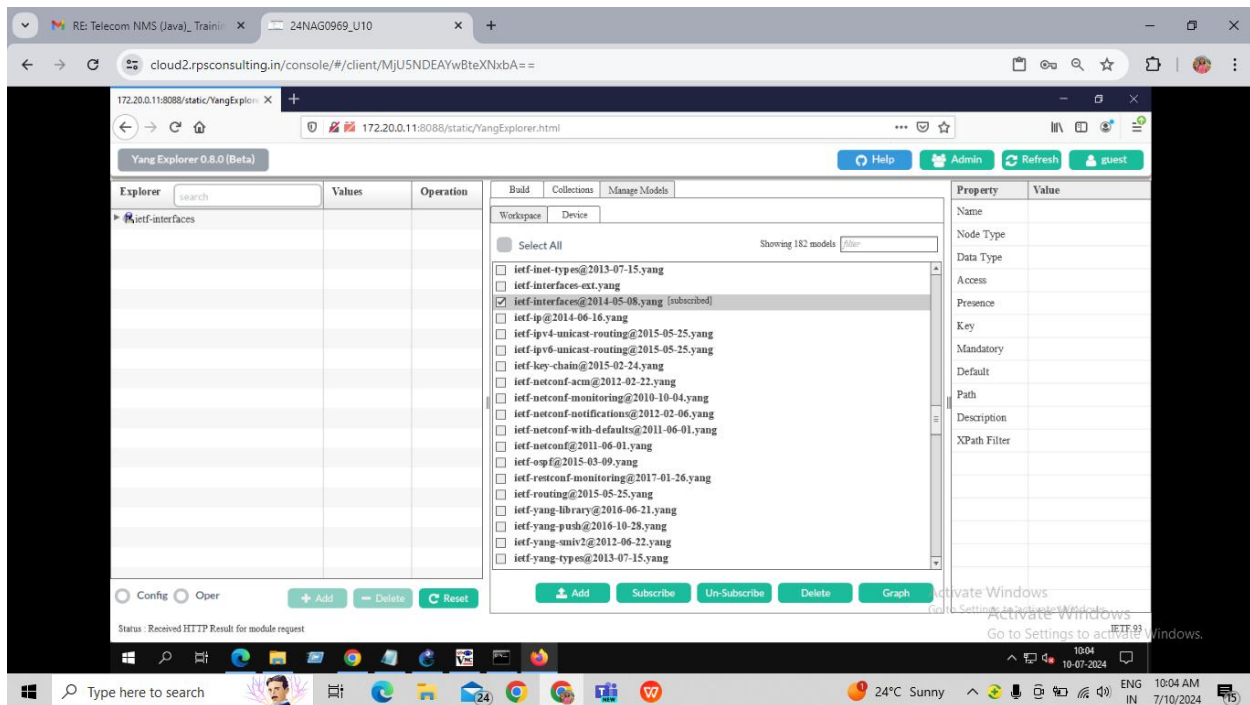 RE: Telecom NMS (Java)_ Trainin
24NAG0969_U10
cloud2.rpsconsulting.in/console/#/client/MjU5NDEAYwBteXNxbA==
172.20.0.11:8088/static/YangExplore
172.20.0.11:8088/static/YangExplorer.html
Yang Explorer 0.8.0 (Beta)
Help
Admin
Refresh
guest
Explorer
search
Values
Operation
Build
Collections
Manage Models
Property
Value
ietf-interfaces
Workspace
Device
Name
Select All
Showing 182 models
filter
Node Type
Data Type
Access
Presence
Key
Mandatory
Default
Path
Description
XPath Filter
ietf-inet-types@2013-07-15.yang
ietf-interfaces-ext.yang
ietf-interfaces@2014-05-08.yang [subscribed]
ietf-ip@2014-06-16.yang
ietf-ipv4-unicast-routing@2015-05-25.yang
ietf-ipv6-unicast-routing@2015-05-25.yang
ietf-key-chain@2015-02-24.yang
ietf-netconf-acm@2012-02-22.yang
ietf-netconf-monitoring@2010-10-04.yang
ietf-netconf-notifications@2012-02-06.yang
ietf-netconf-with-defaults@2011-06-01.yang
ietf-netconf@2011-06-01.yang
ietf-ospf@2015-03-09.yang
ietf-restconf-monitoring@2017-01-26.yang
ietf-routing@2015-05-25.yang
ietf-yang-library@2016-06-21.yang
ietf-yang-push@2016-10-28.yang
ietf-yang-smiv2@2012-06-22.yang
ietf-yang-types@2013-07-15.yang
Config
Oper
Add
Delete
Reset
Add
Subscribe
Un-Subscribe
Delete
Graph
Activate Windows
Go to Settings to activate Windows.
Status : Received HTTP Result for module request
IETF 93
10:04
10-07-2024
Type here to search
24
NEW
24°C Sunny
ENG
IN
10:04 AM
7/10/2024
15